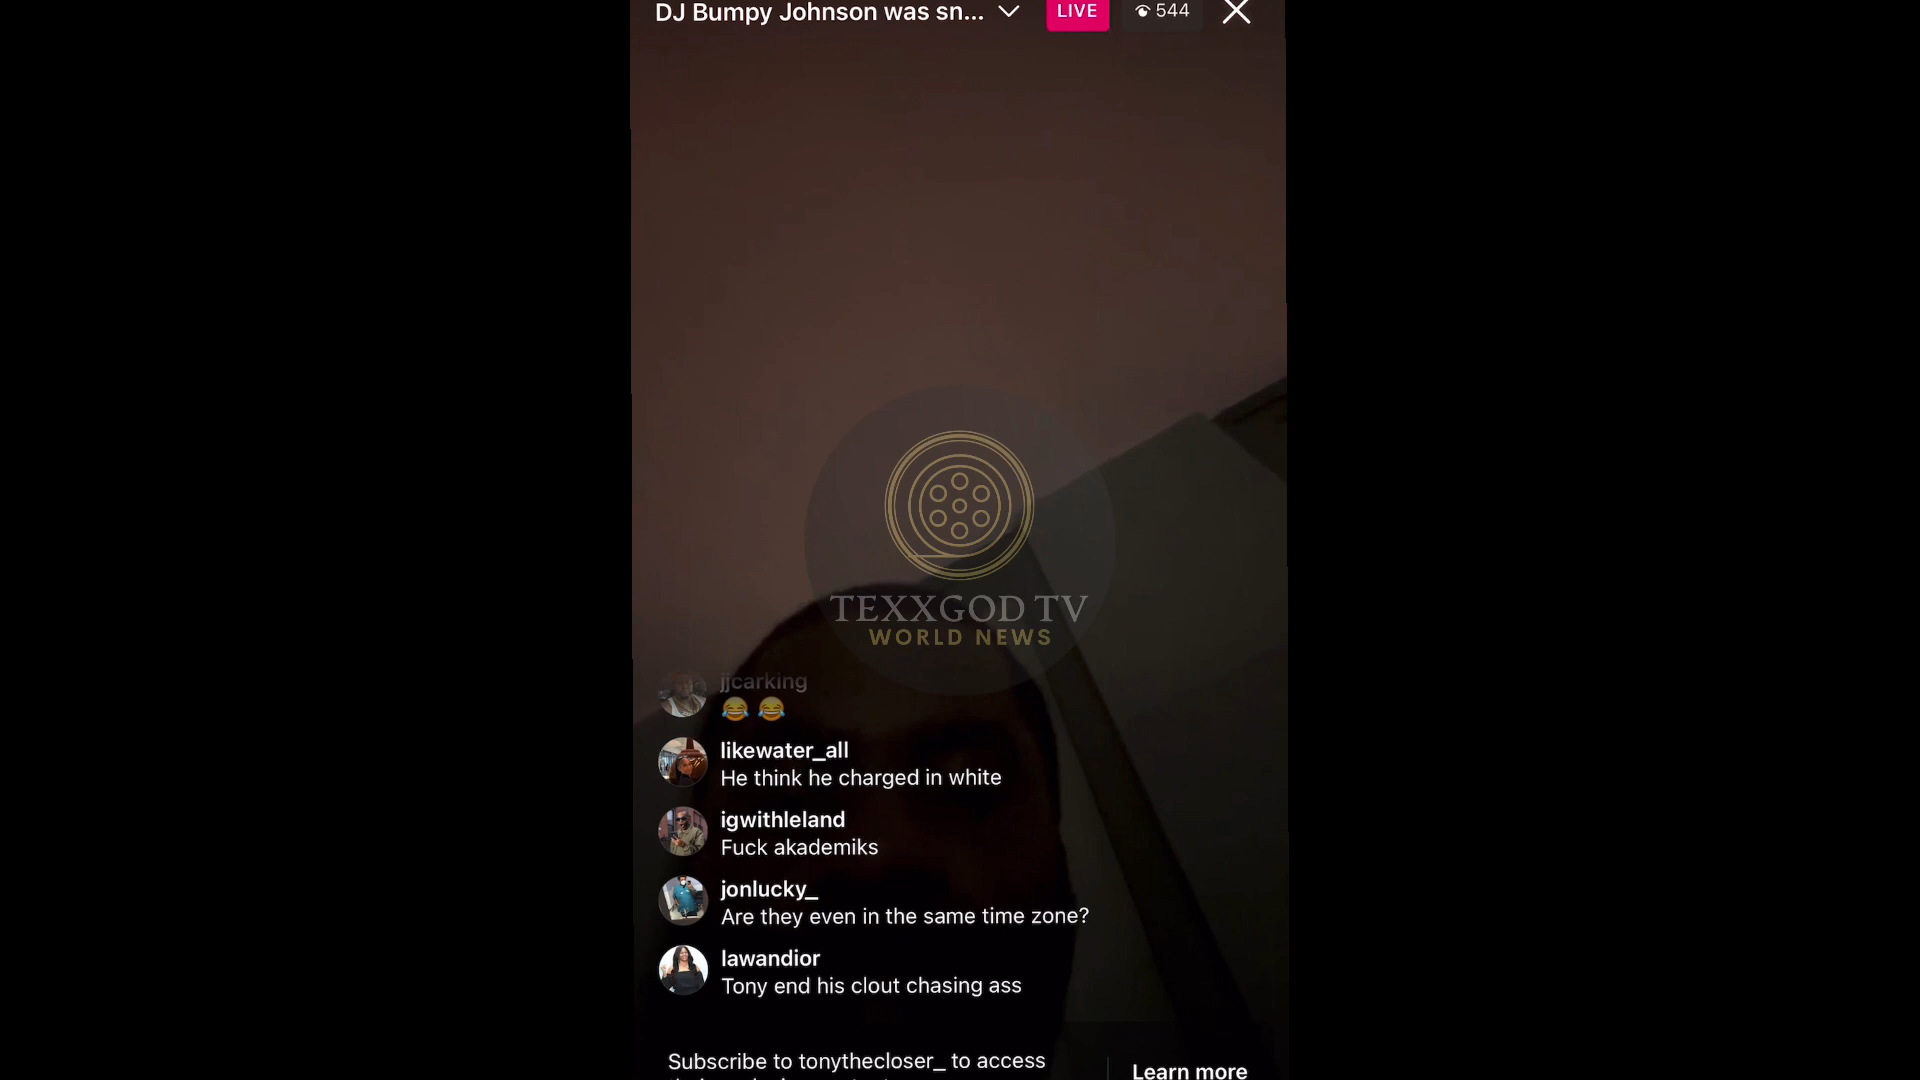 DJ Bumpy Johnson was sn...
LIVE
544
TEXXGOD TV
WORLD NEWS
jjcarking
😂 😂
likewater_all
He think he charged in white
igwithleland
Fuck akademiks
jonlucky_
Are they even in the same time zone?
lawandior
Tony end his clout chasing ass
Subscribe to tonythecloser_ to access
Learn more